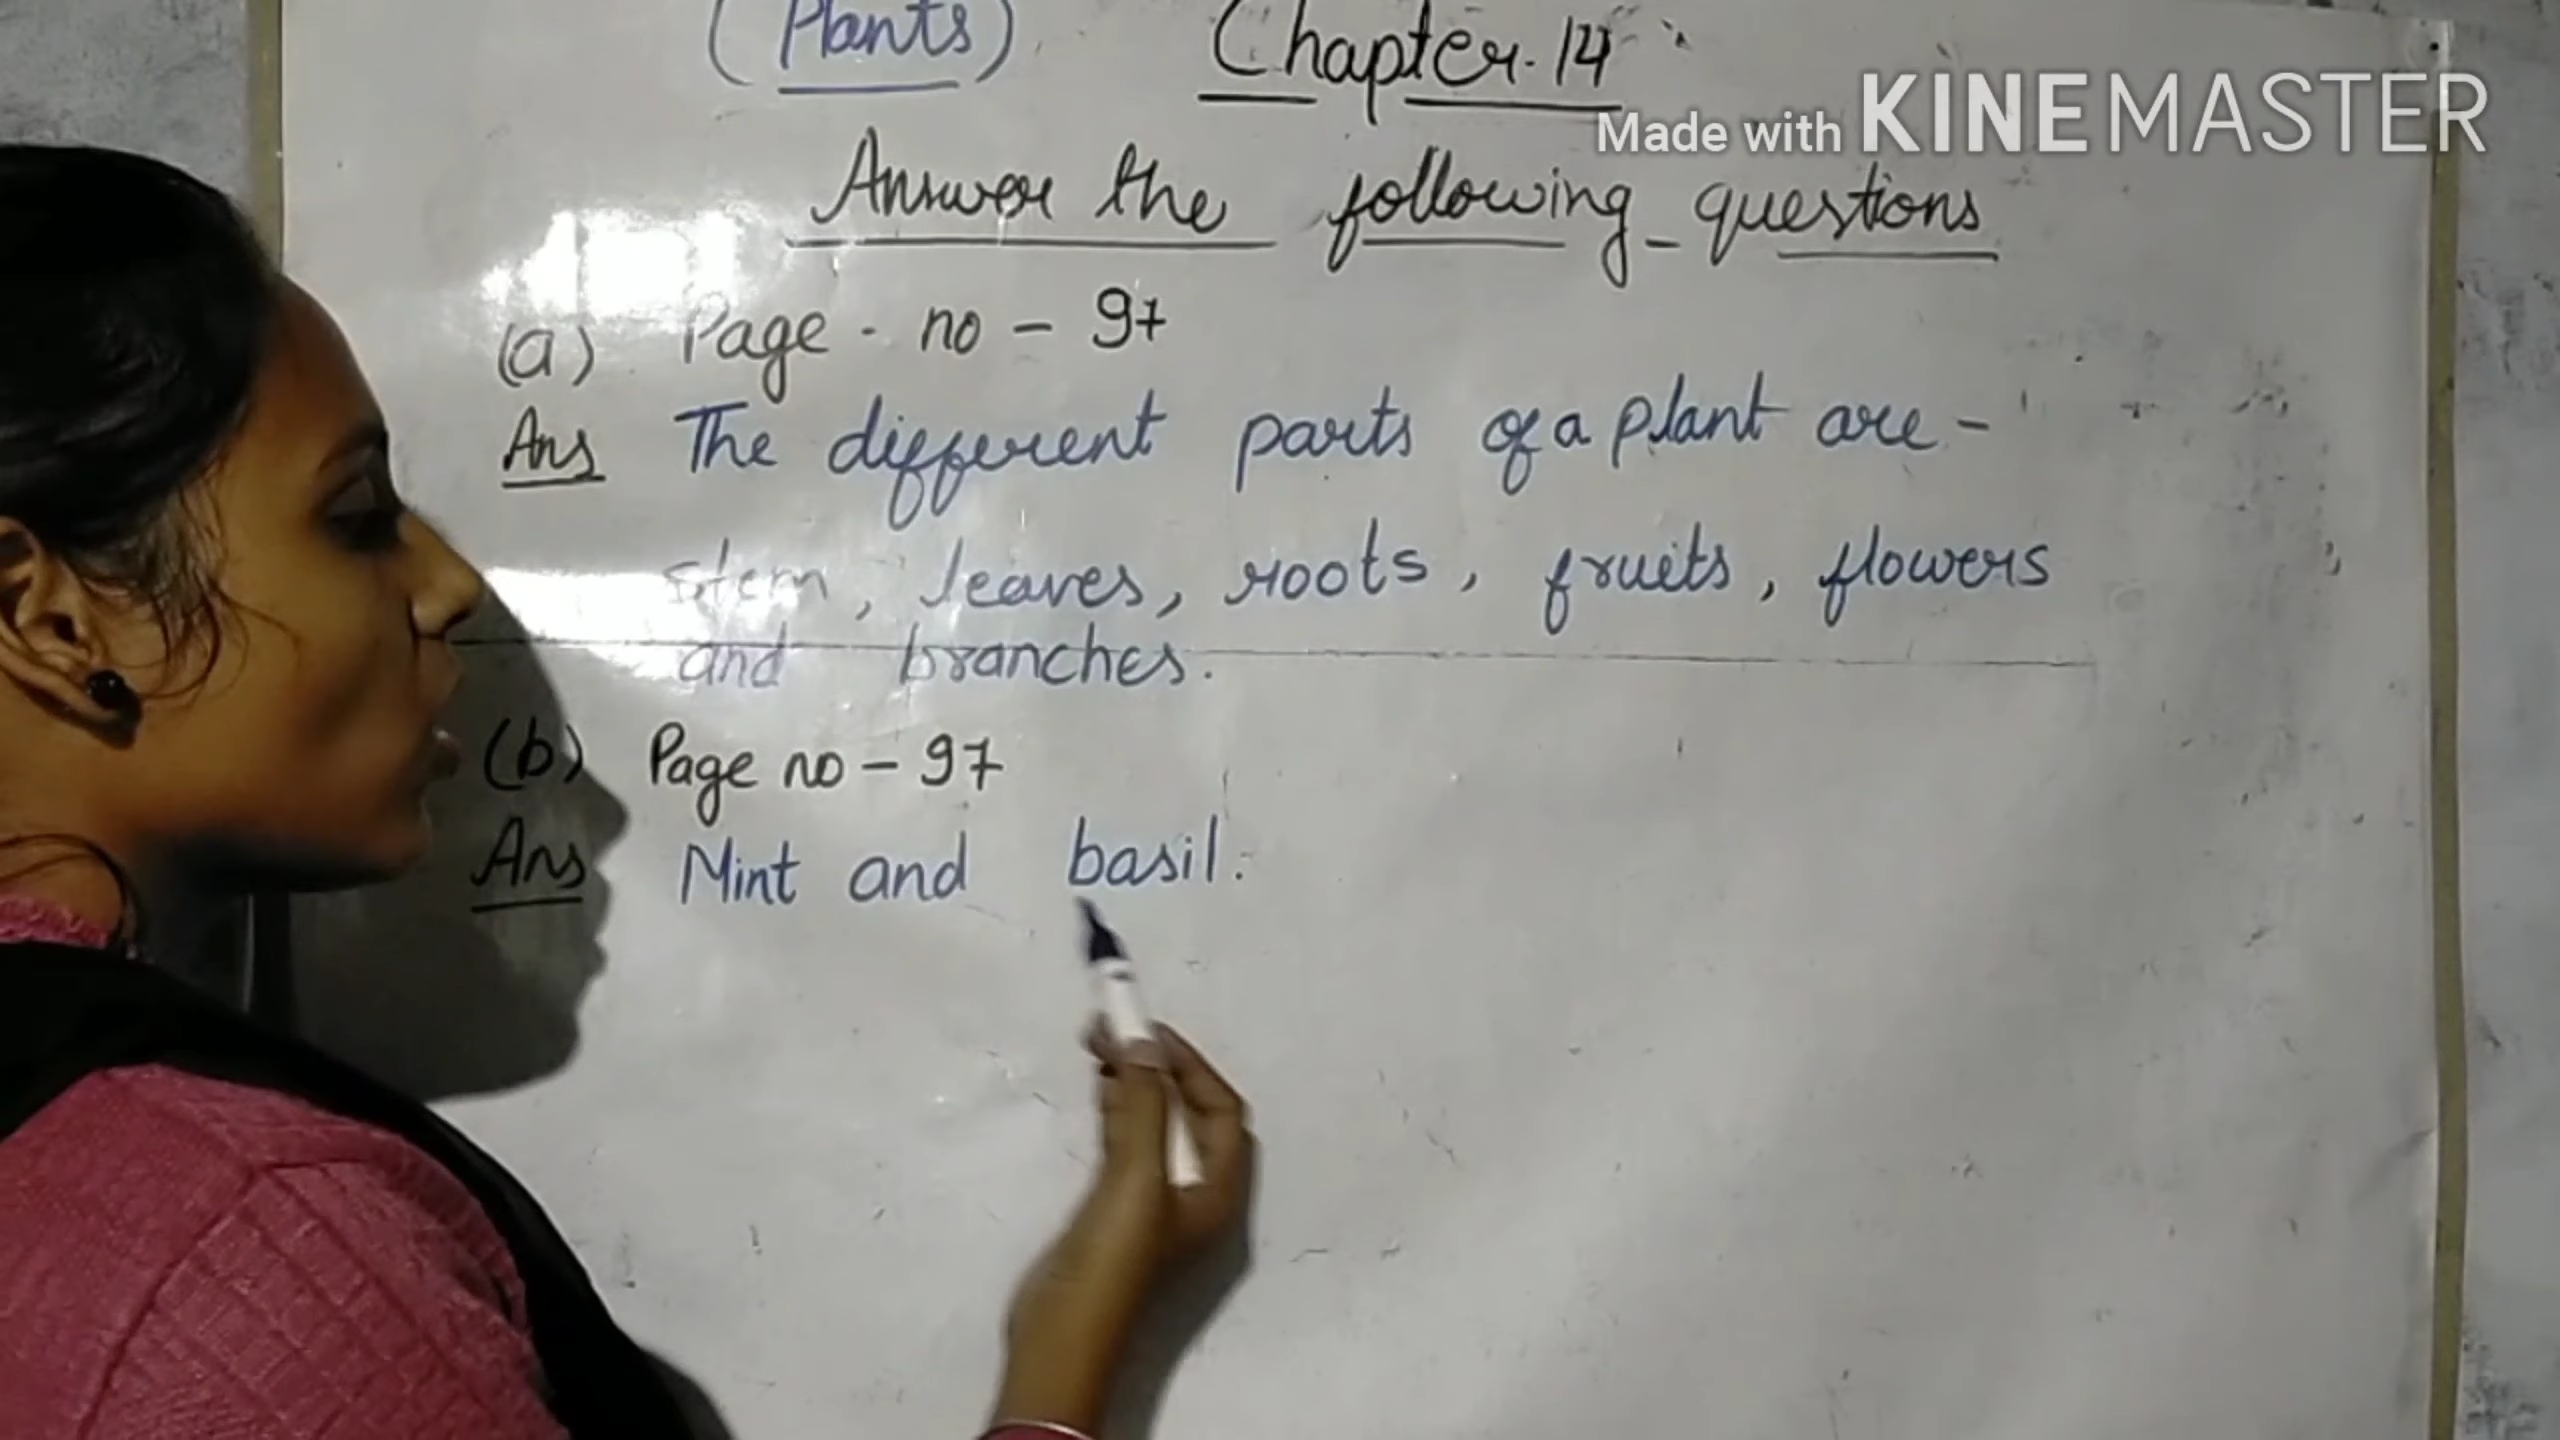 (Plants) Chapter-14
Made with KINEMASTER
Answer the following questions
(a) Page - no - 97
Ans The different parts of a plant are -
stem, leaves, roots, fruits, flowers
and branches.
(b) Page no - 97
Ans Mint and basil.